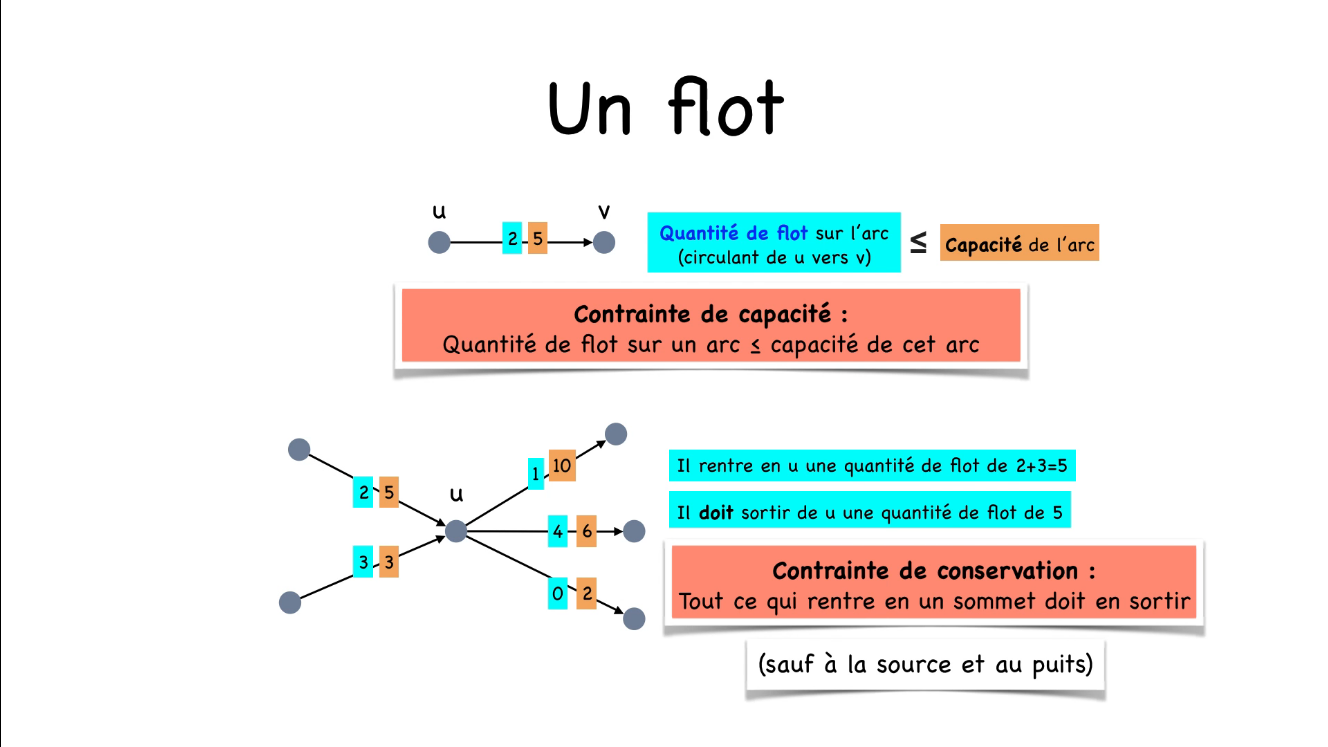 Un flot
u
v
2 5
Quantité de flot sur l'arc
(circulant de u vers v)
≤
Capacité de l'arc
Contrainte de capacité :
Quantité de flot sur un arc ≤ capacité de cet arc
1 10
2 5
u
4 6
3 3
0 2
Il rentre en u une quantité de flot de 2+3=5
Il doit sortir de u une quantité de flot de 5
Contrainte de conservation :
Tout ce qui rentre en un sommet doit en sortir
(sauf à la source et au puits)